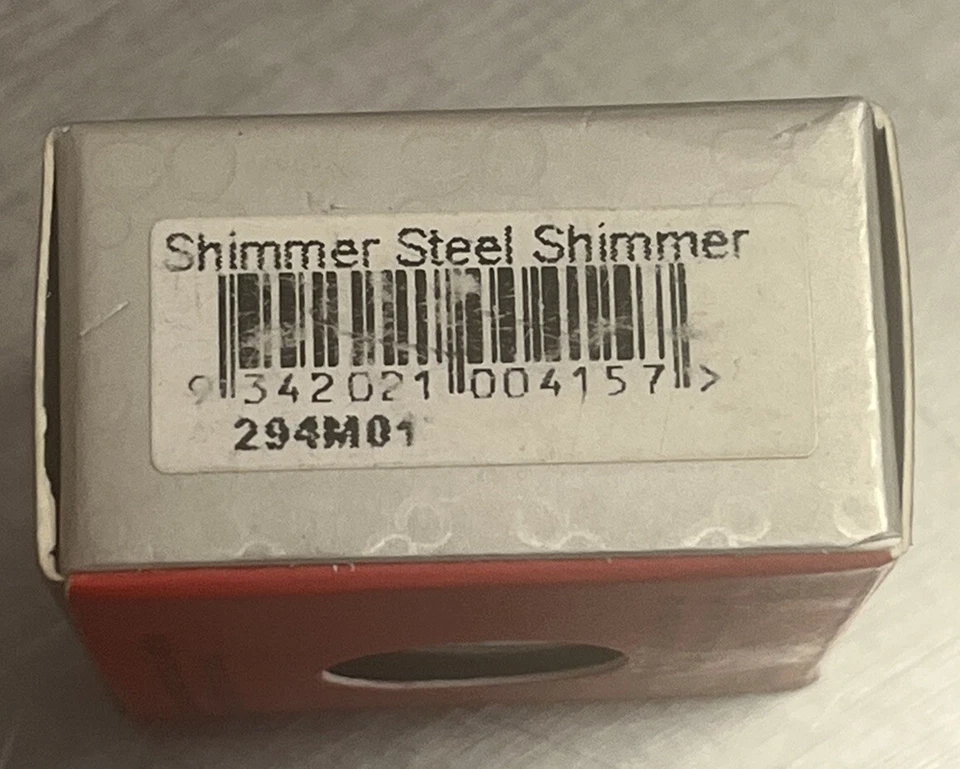 Shimmer Steel Shimmer
9 342021 004157 >
294M01